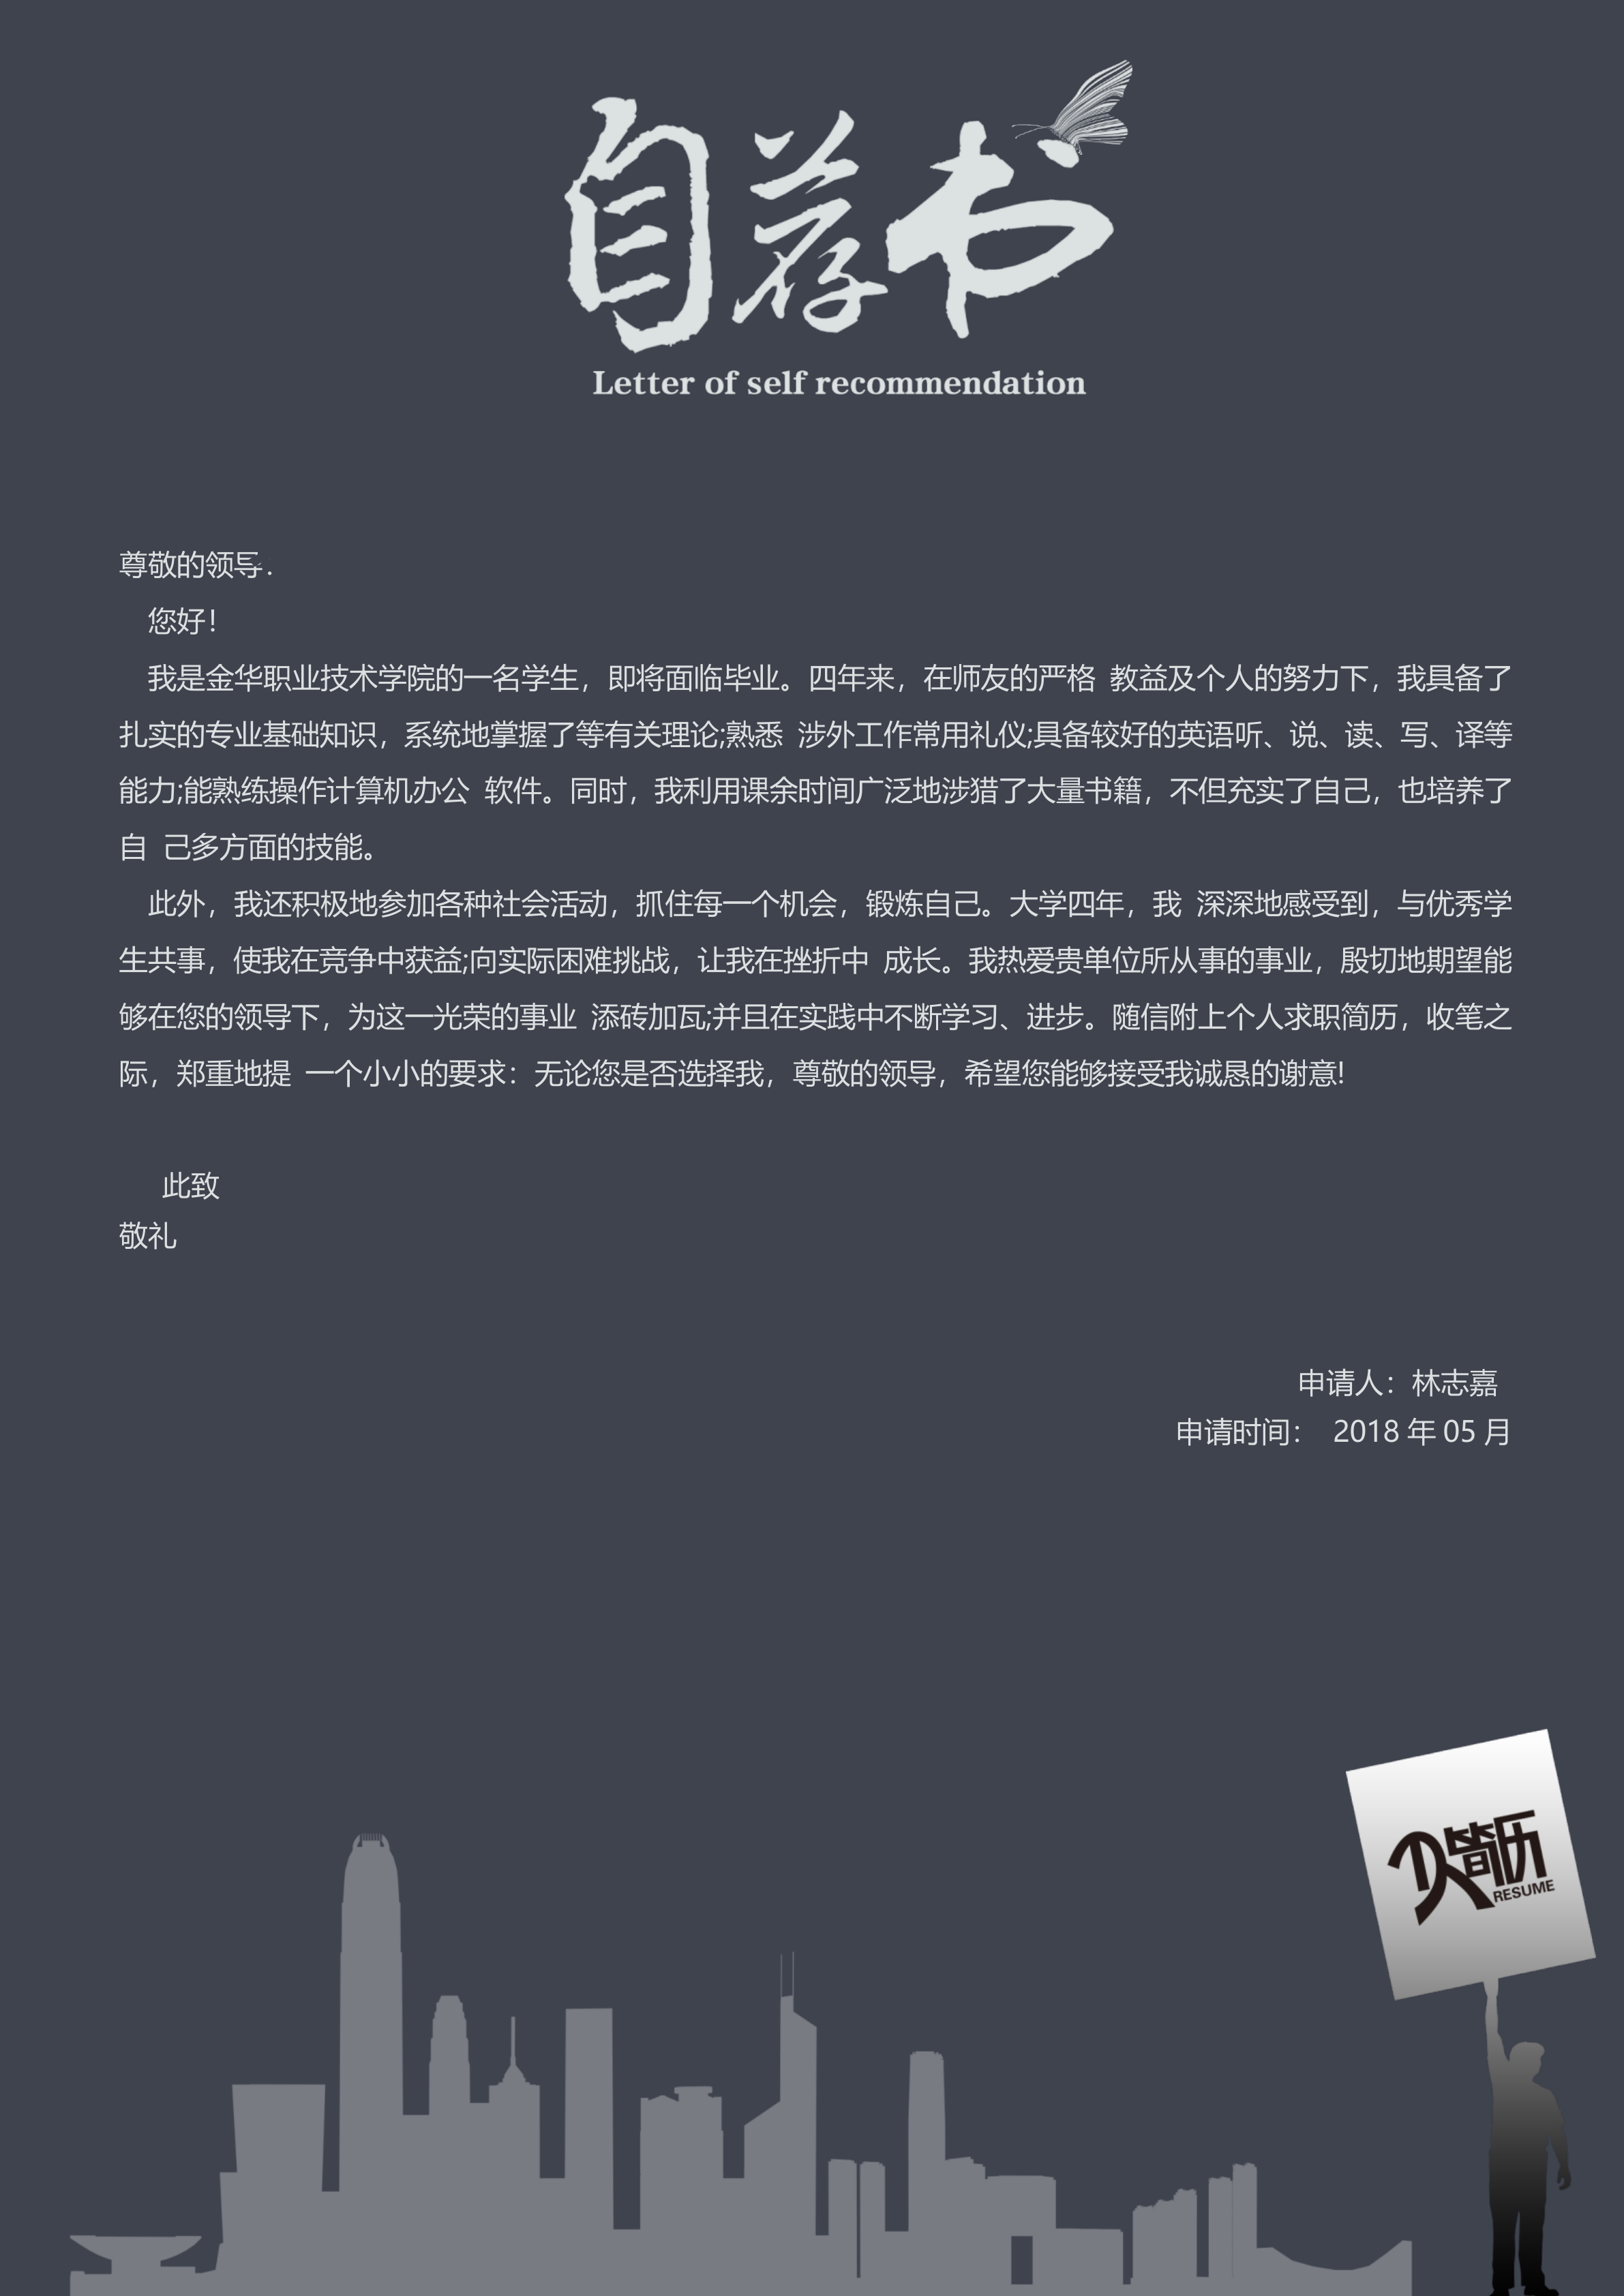 自荐书
Letter of self recommendation
尊敬的领导.
您好！
我是金华职业技术学院的一名学生，即将面临毕业。四年来，在师友的严格 教益及个人的努力下，我具备了
扎实的专业基础知识，系统地掌握了等有关理论;熟悉 涉外工作常用礼仪;具备较好的英语听、说、读、写、译等
能力;能熟练操作计算机办公 软件。同时，我利用课余时间广泛地涉猎了大量书籍，不但充实了自己，也培养了
自 己多方面的技能。
此外，我还积极地参加各种社会活动，抓住每一个机会，锻炼自己。大学四年，我 深深地感受到，与优秀学
生共事，使我在竞争中获益;向实际困难挑战，让我在挫折中 成长。我热爱贵单位所从事的事业，殷切地期望能
够在您的领导下，为这一光荣的事业 添砖加瓦;并且在实践中不断学习、进步。随信附上个人求职简历，收笔之
际，郑重地提 一个小小的要求：无论您是否选择我，尊敬的领导，希望您能够接受我诚恳的谢意!
此致
敬礼
申请人：林志嘉
申请时间： 2018 年 05 月
简历
RESUME